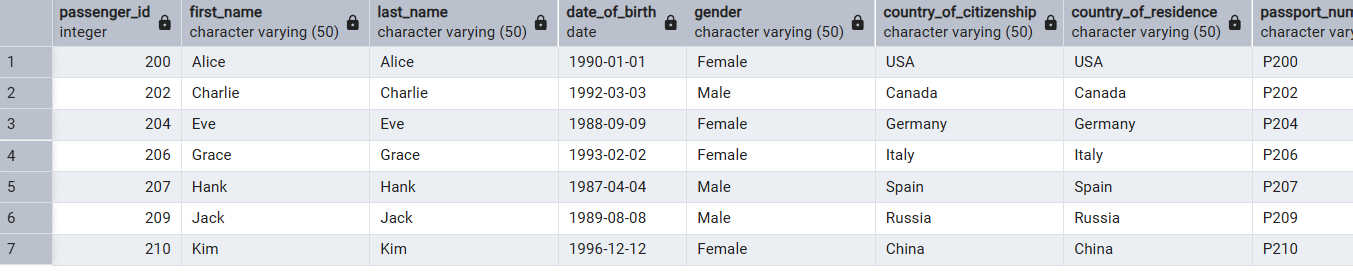 passenger_id first_name last_name date_of_birth gender country_of_citizenship country_of_residence passport_num
integer character varying (50) character varying (50) date character varying (50) character varying (50) character varying (50) character vary
1 200 Alice Alice 1990-01-01 Female USA USA P200
2 202 Charlie Charlie 1992-03-03 Male Canada Canada P202
3 204 Eve Eve 1988-09-09 Female Germany Germany P204
4 206 Grace Grace 1993-02-02 Female Italy Italy P206
5 207 Hank Hank 1987-04-04 Male Spain Spain P207
6 209 Jack Jack 1989-08-08 Male Russia Russia P209
7 210 Kim Kim 1996-12-12 Female China China P210